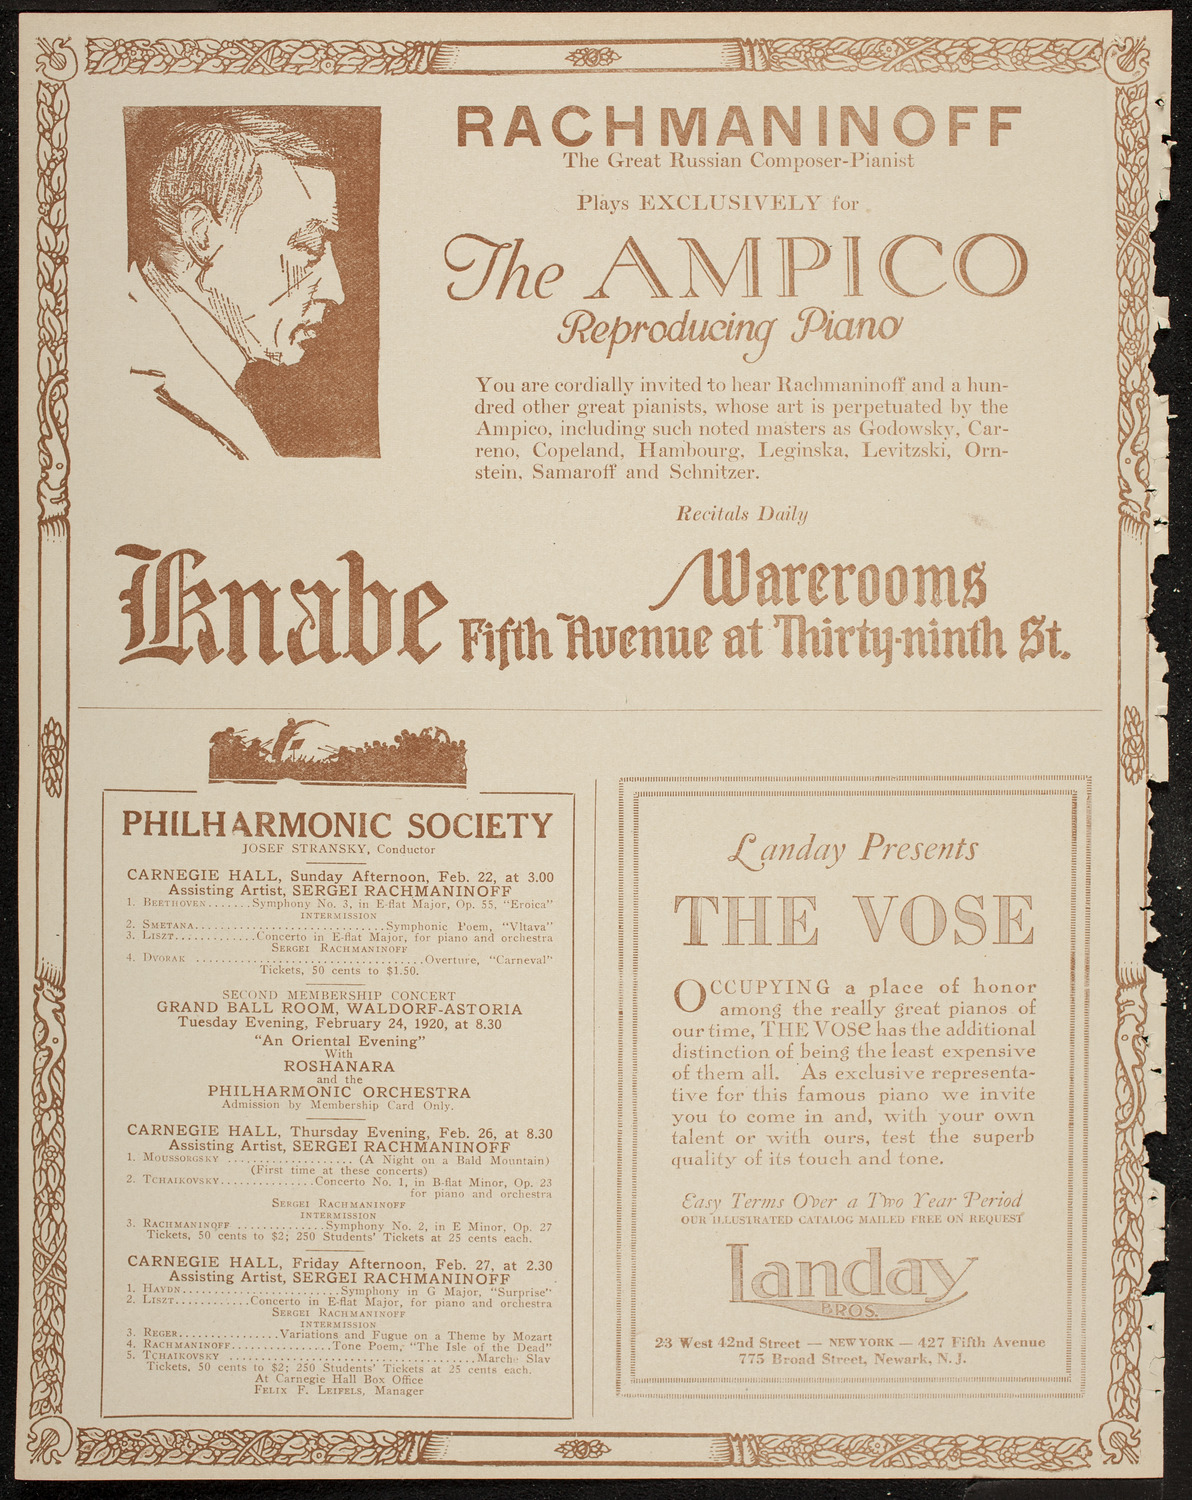 RACHMANINOFF
The Great Russian Composer-Pianist
Plays EXCLUSIVELY for
The AMPICO
Reproducing Piano
You are cordially invited to hear Rachmaninoff and a hun-
dred other great pianists, whose art is perpetuated by the
Ampico, including such noted masters as Godowsky, Car-
reno, Copeland, Hambourg, Leginska, Levitzski, Orn-
stein, Samaroff and Schnitzer.
Recitals Daily
Knabe Warerooms
Fifth Avenue at Thirty-ninth St.
PHILHARMONIC SOCIETY
JOSEF STRANSKY, Conductor
CARNEGIE HALL, Sunday Afternoon, Feb. 22, at 3.00
Assisting Artist, SERGEI RACHMANINOFF
1. BEETHOVEN.......Symphony No. 3, in E-flat Major, Op. 55, "Eroica"
INTERMISSION
2. SMETANA..............................Symphonic Poem, "Vltava"
3. LISZT.............Concerto in E-flat Major, for piano and orchestra
SERGEI RACHMANINOFF
4. DVORAK ....................................Overture, "Carneval"
Tickets, 50 cents to $1.50.
SECOND MEMBERSHIP CONCERT
GRAND BALL ROOM, WALDORF-ASTORIA
Tuesday Evening, February 24, 1920, at 8.30
"An Oriental Evening"
With
ROSHANARA
and the
PHILHARMONIC ORCHESTRA
Admission by Membership Card Only.
CARNEGIE HALL, Thursday Evening, Feb. 26, at 8.30
Assisting Artist, SERGEI RACHMANINOFF
1. MOUSSORGSKY .................... (A Night on a Bald Mountain)
(First time at these concerts)
2. TCHAIKOVSKY...............Concerto No. 1, in B-flat Minor, Op. 23
for piano and orchestra
SERGEI RACHMANINOFF
INTERMISSION
3. RACHMANINOFF ..............Symphony No. 2, in E Minor, Op. 27
Tickets, 50 cents to $2; 250 Students' Tickets at 25 cents each.
CARNEGIE HALL, Friday Afternoon, Feb. 27, at 2.30
Assisting Artist, SERGEI RACHMANINOFF
1. HAYDN.........................Symphony in G Major, "Surprise"
2. LISZT............Concerto in E-flat Major, for piano and orchestra
SERGEI RACHMANINOFF
INTERMISSION
3. REGER................Variations and Fugue on a Theme by Mozart
4. RACHMANINOFF................Tone Poem, "The Isle of the Dead"
5. TCHAIKOVSKY .......................................Marche Slav
Tickets, 50 cents to $2; 250 Students' Tickets at 25 cents each.
At Carnegie Hall Box Office
FELIX F. LEIFELS, Manager
Landay Presents
THE VOSE
OCCUPYING a place of honor
among the really great pianos of
our time, THE VOSE has the additional
distinction of being the least expensive
of them all. As exclusive representa-
tive for this famous piano we invite
you to come in and, with your own
talent or with ours, test the superb
quality of its touch and tone.
Easy Terms Over a Two Year Period
OUR ILLUSTRATED CATALOG MAILED FREE ON REQUEST
Landay
BROS.
23 West 42nd Street — NEW YORK — 427 Fifth Avenue
775 Broad Street, Newark, N. J.